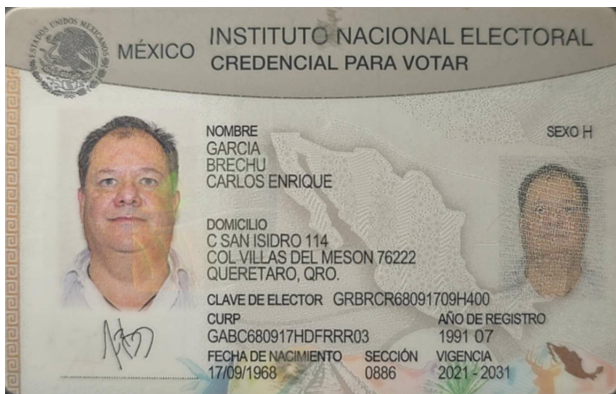 ESTADOS UNIDOS MEXICANOS
MÉXICO
INSTITUTO NACIONAL ELECTORAL
CREDENCIAL PARA VOTAR
NOMBRE
SEXO H
GARCIA
BRECHU
CARLOS ENRIQUE
DOMICILIO
C SAN ISIDRO 114
COL VILLAS DEL MESON 76222
QUERETARO, QRO.
CLAVE DE ELECTOR GRBRCR68091709H400
CURP AÑO DE REGISTRO
GABC680917HDFRRR03 1991 07
FECHA DE NACIMIENTO SECCIÓN VIGENCIA
17/09/1968 0886 2021 - 2031